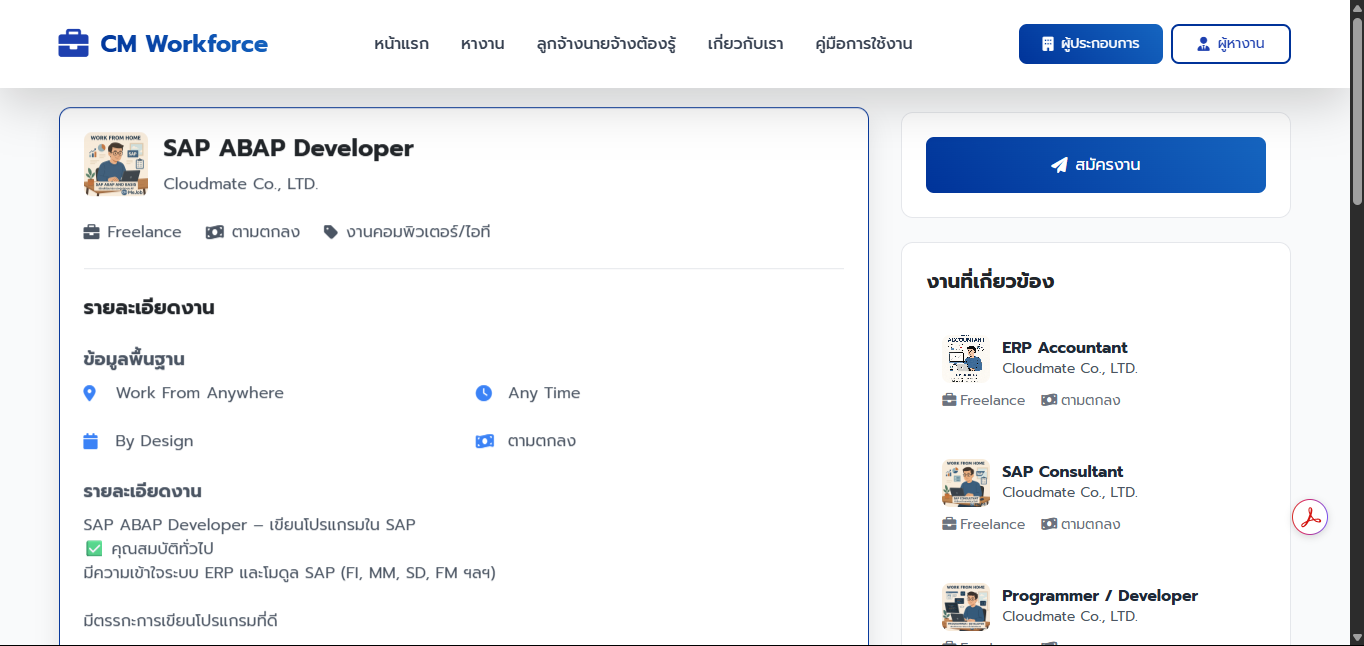 CM Workforce
หน้าแรก หางาน ลูกจ้างนายจ้างต้องรู้ เกี่ยวกับเรา คู่มือการใช้งาน
ผู้ประกอบการ ผู้หางาน
WORK FROM HOME
SAP ABAP Developer
Cloudmate Co., LTD.
Freelance ตามตกลง งานคอมพิวเตอร์/ไอที
รายละเอียดงาน
ข้อมูลพื้นฐาน
Work From Anywhere Any Time
By Design ตามตกลง
รายละเอียดงาน
SAP ABAP Developer – เขียนโปรแกรมใน SAP
✅ คุณสมบัติทั่วไป
มีความเข้าใจระบบ ERP และโมดูล SAP (FI, MM, SD, FM ฯลฯ)
มีตรรกะการเขียนโปรแกรมที่ดี
สมัครงาน
งานที่เกี่ยวข้อง
ERP Accountant
Cloudmate Co., LTD.
Freelance ตามตกลง
SAP Consultant
Cloudmate Co., LTD.
Freelance ตามตกลง
Programmer / Developer
Cloudmate Co., LTD.